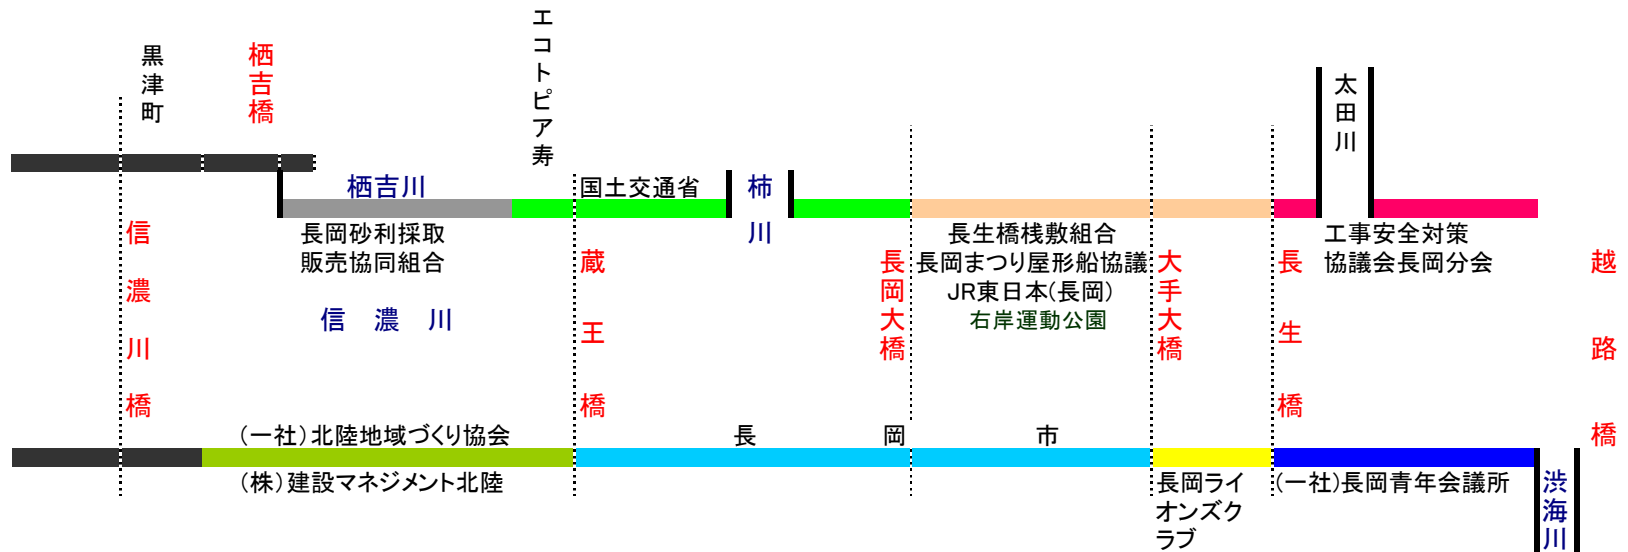 エコトピア寿
黒津町
栖吉橋
太田川
栖吉川
国土交通省
柿川
長岡砂利採取
販売協同組合
長生橋桟敷組合
長岡まつり屋形船協議
JR東日本(長岡)
右岸運動公園
工事安全対策
協議会長岡分会
信濃川橋
信 濃 川
蔵王橋
長岡大橋
大手大橋
長生橋
越路橋
(一社)北陸地域づくり協会
長 岡 市
(株)建設マネジメント北陸
長岡ライ
オンズク
ラブ
(一社)長岡青年会議所
渋海川